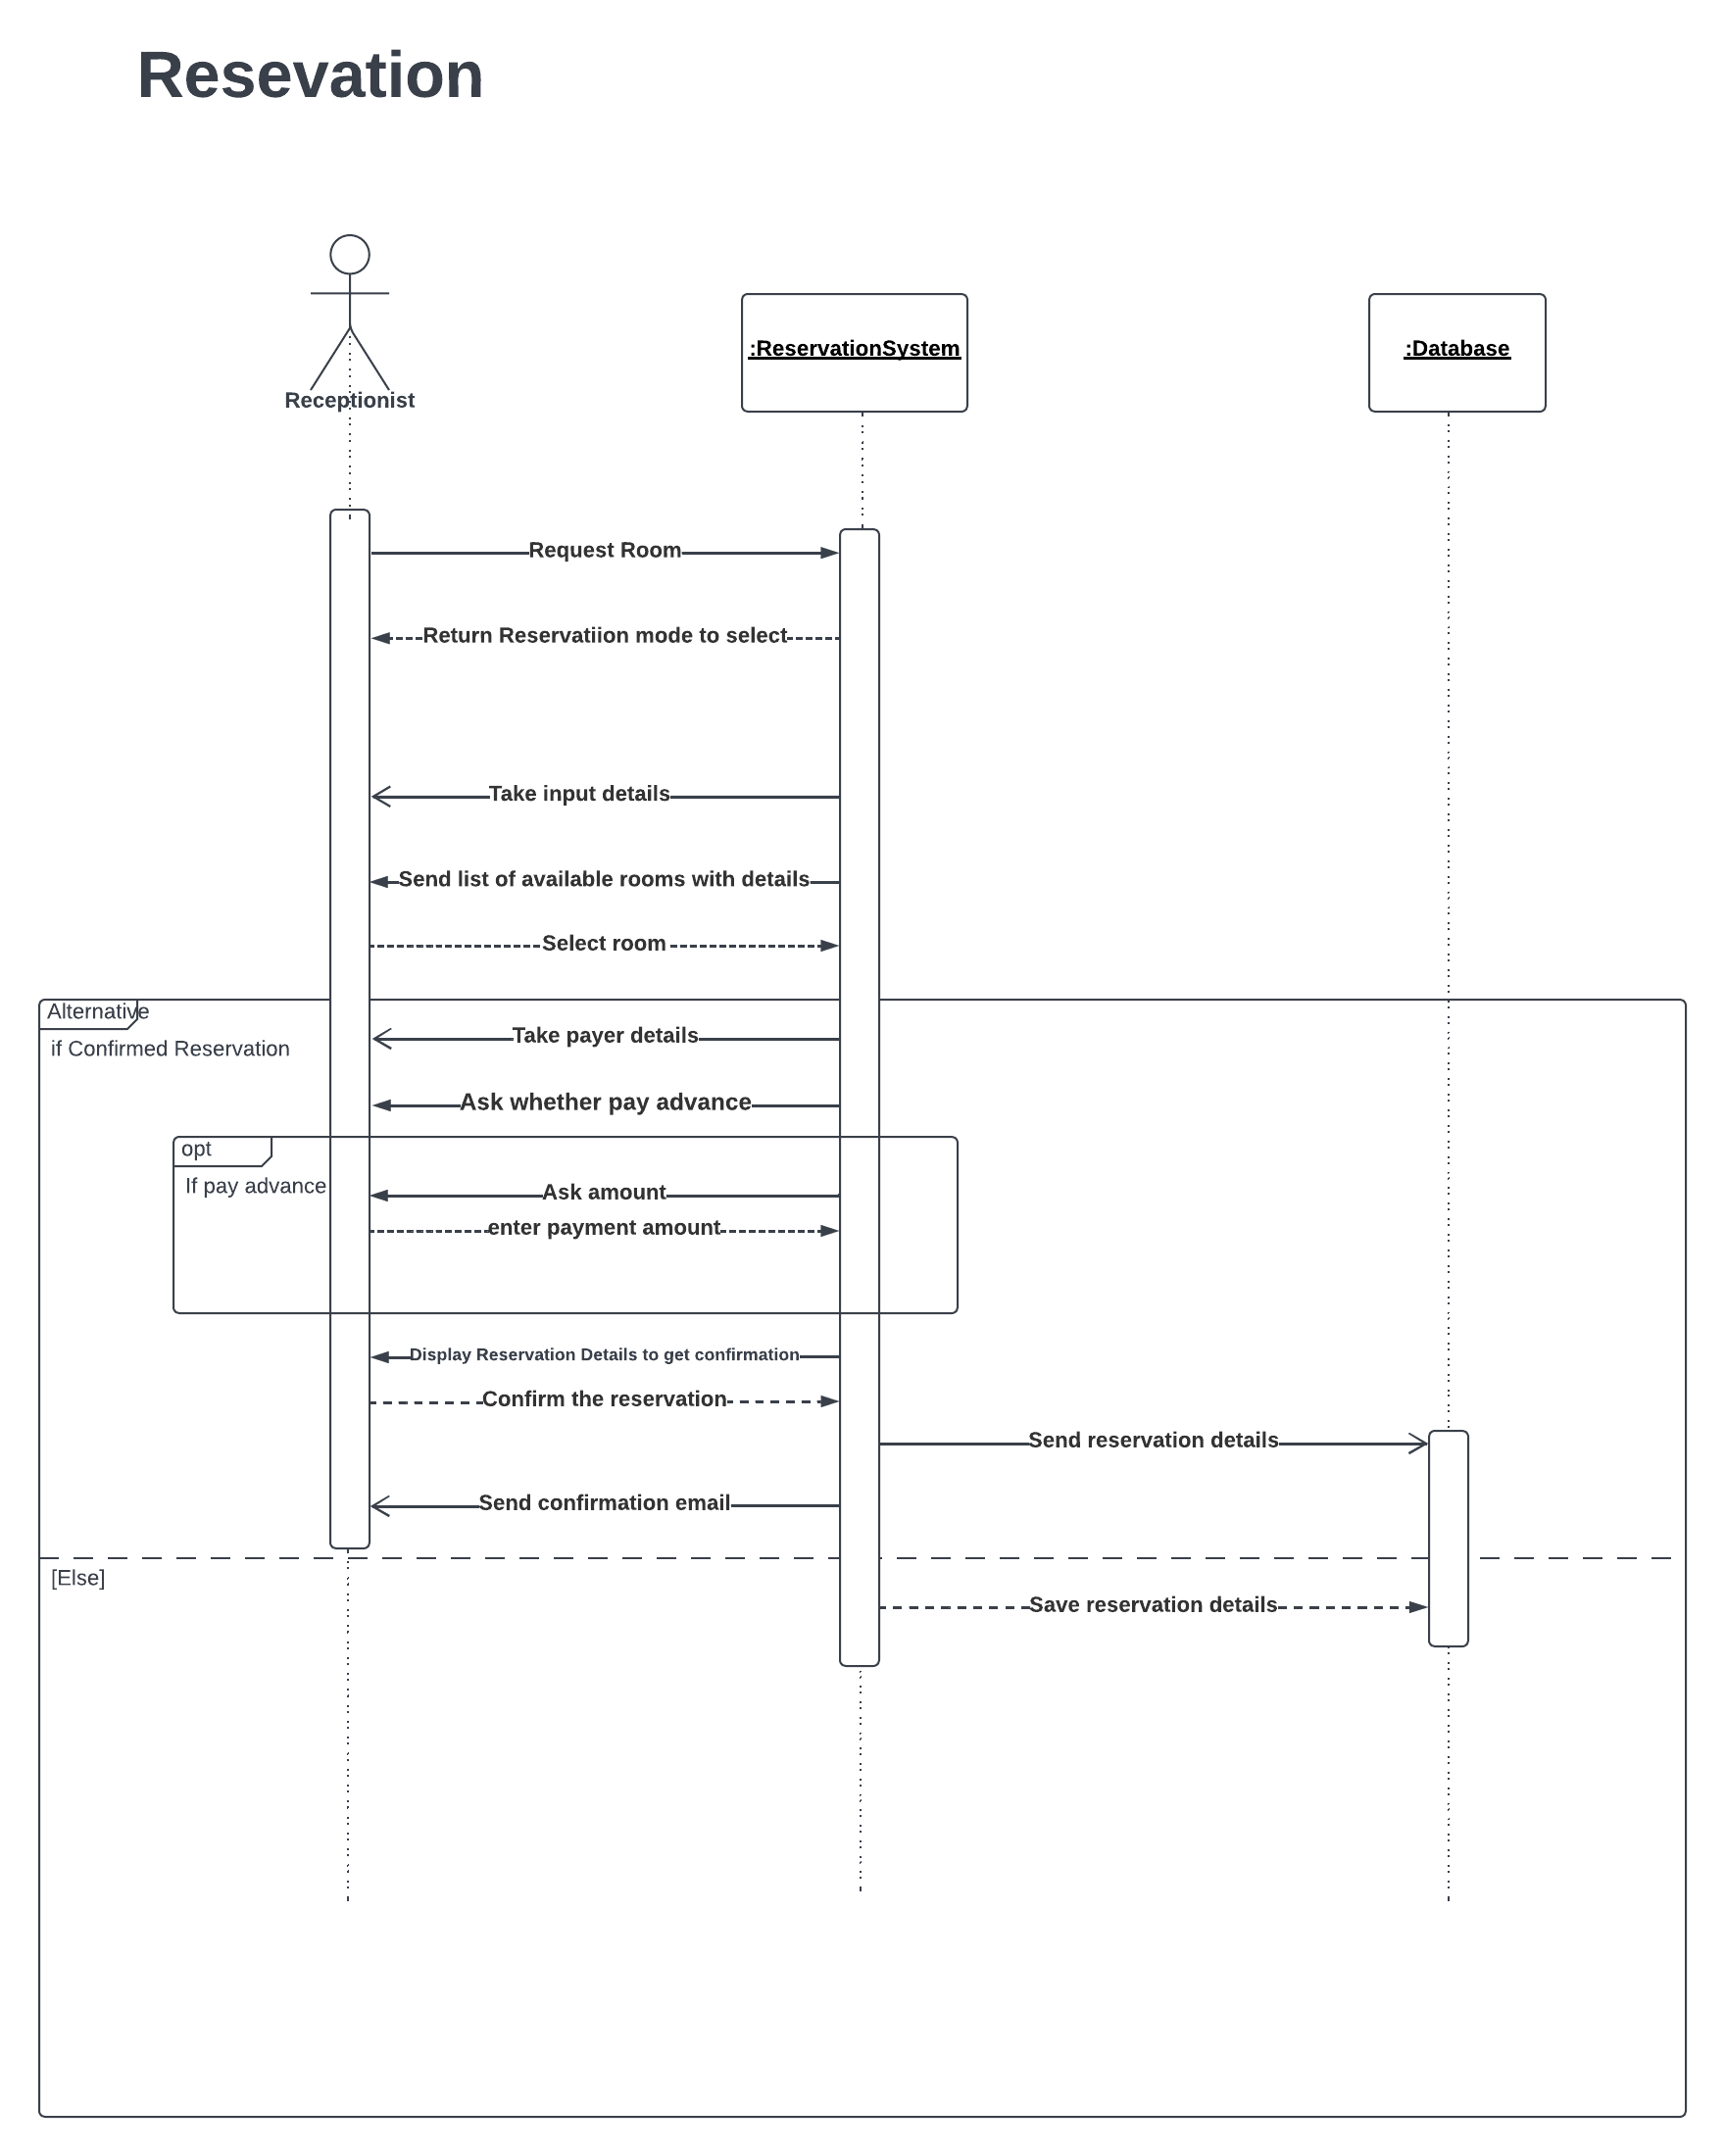 Resevation
Receptionist
:ReservationSystem
:Database
Request Room
Return Reservatiion mode to select
Take input details
Send list of available rooms with details
Select room
Alternative
if Confirmed Reservation
Take payer details
Ask whether pay advance
opt
If pay advance
Ask amount
enter payment amount
Display Reservation Details to get confirmation
Confirm the reservation
Send reservation details
Send confirmation email
[Else]
Save reservation details